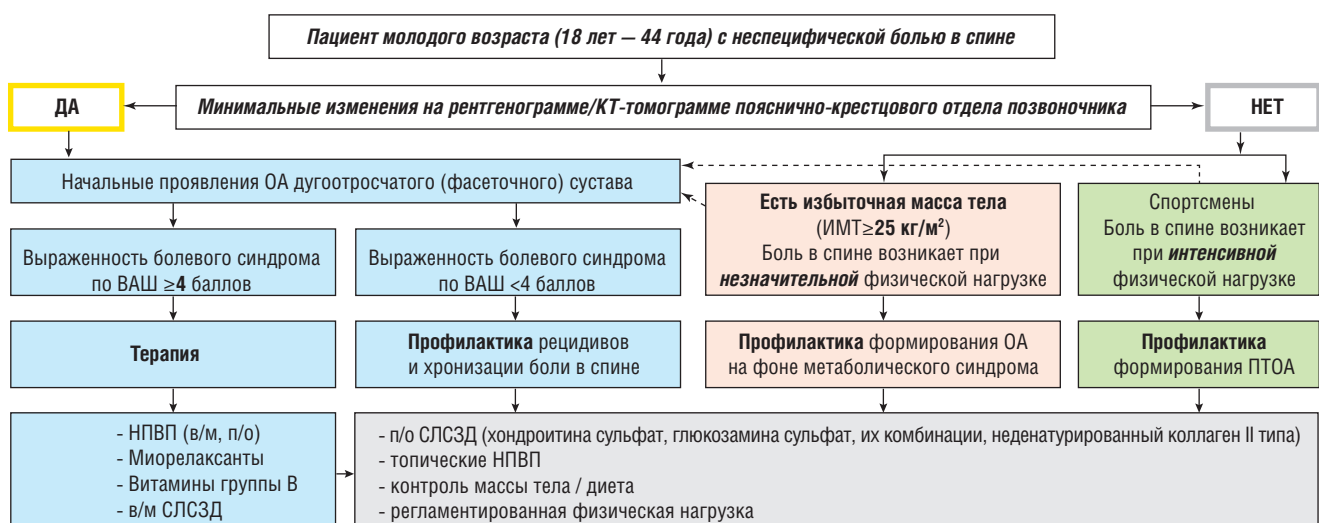 Пациент молодого возраста (18 лет — 44 года) с неспецифической болью в спине
ДА
Минимальные изменения на рентгенограмме/КТ-томограмме пояснично-крестцового отдела позвоночника
НЕТ
Начальные проявления ОА дугоотросчатого (фасеточного) сустава
Есть избыточная масса тела
(ИМТ≥25 кг/м²)
Боль в спине возникает при
незначительной физической нагрузке
Спортсмены
Боль в спине возникает
при интенсивной
физической нагрузке
Выраженность болевого синдрома
по ВАШ ≥4 баллов
Выраженность болевого синдрома
по ВАШ <4 баллов
Терапия
Профилактика рецидивов
и хронизации боли в спине
Профилактика формирования ОА
на фоне метаболического синдрома
Профилактика
формирования ПТОА
- НПВП (в/м, п/о)
- Миорелаксанты
- Витамины группы В
- в/м СЛСЗД
- п/о СЛСЗД (хондроитина сульфат, глюкозамина сульфат, их комбинации, неденатурированный коллаген II типа)
- топические НПВП
- контроль массы тела / диета
- регламентированная физическая нагрузка